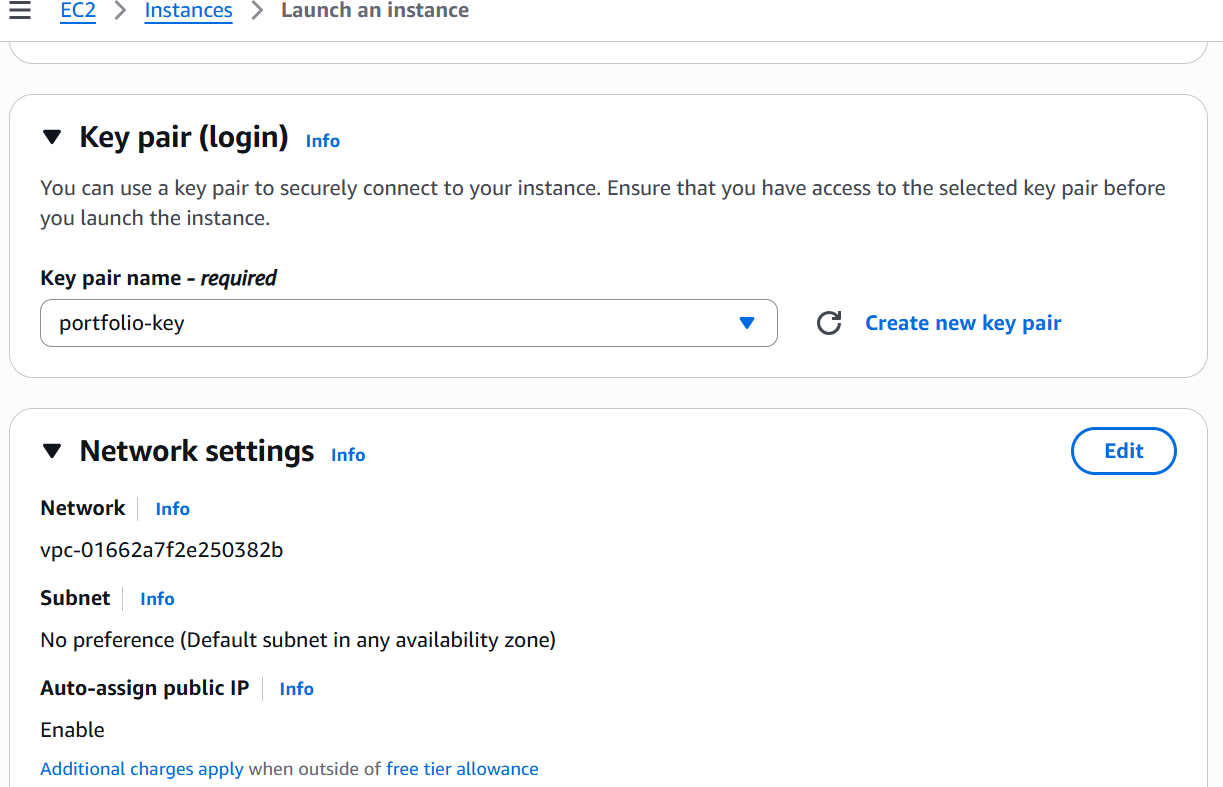 EC2 > Instances > Launch an instance
Key pair (login) Info
You can use a key pair to securely connect to your instance. Ensure that you have access to the selected key pair before
you launch the instance.
Key pair name - required
portfolio-key Create new key pair
Network settings Info Edit
Network Info
vpc-01662a7f2e250382b
Subnet Info
No preference (Default subnet in any availability zone)
Auto-assign public IP Info
Enable
Additional charges apply when outside of free tier allowance